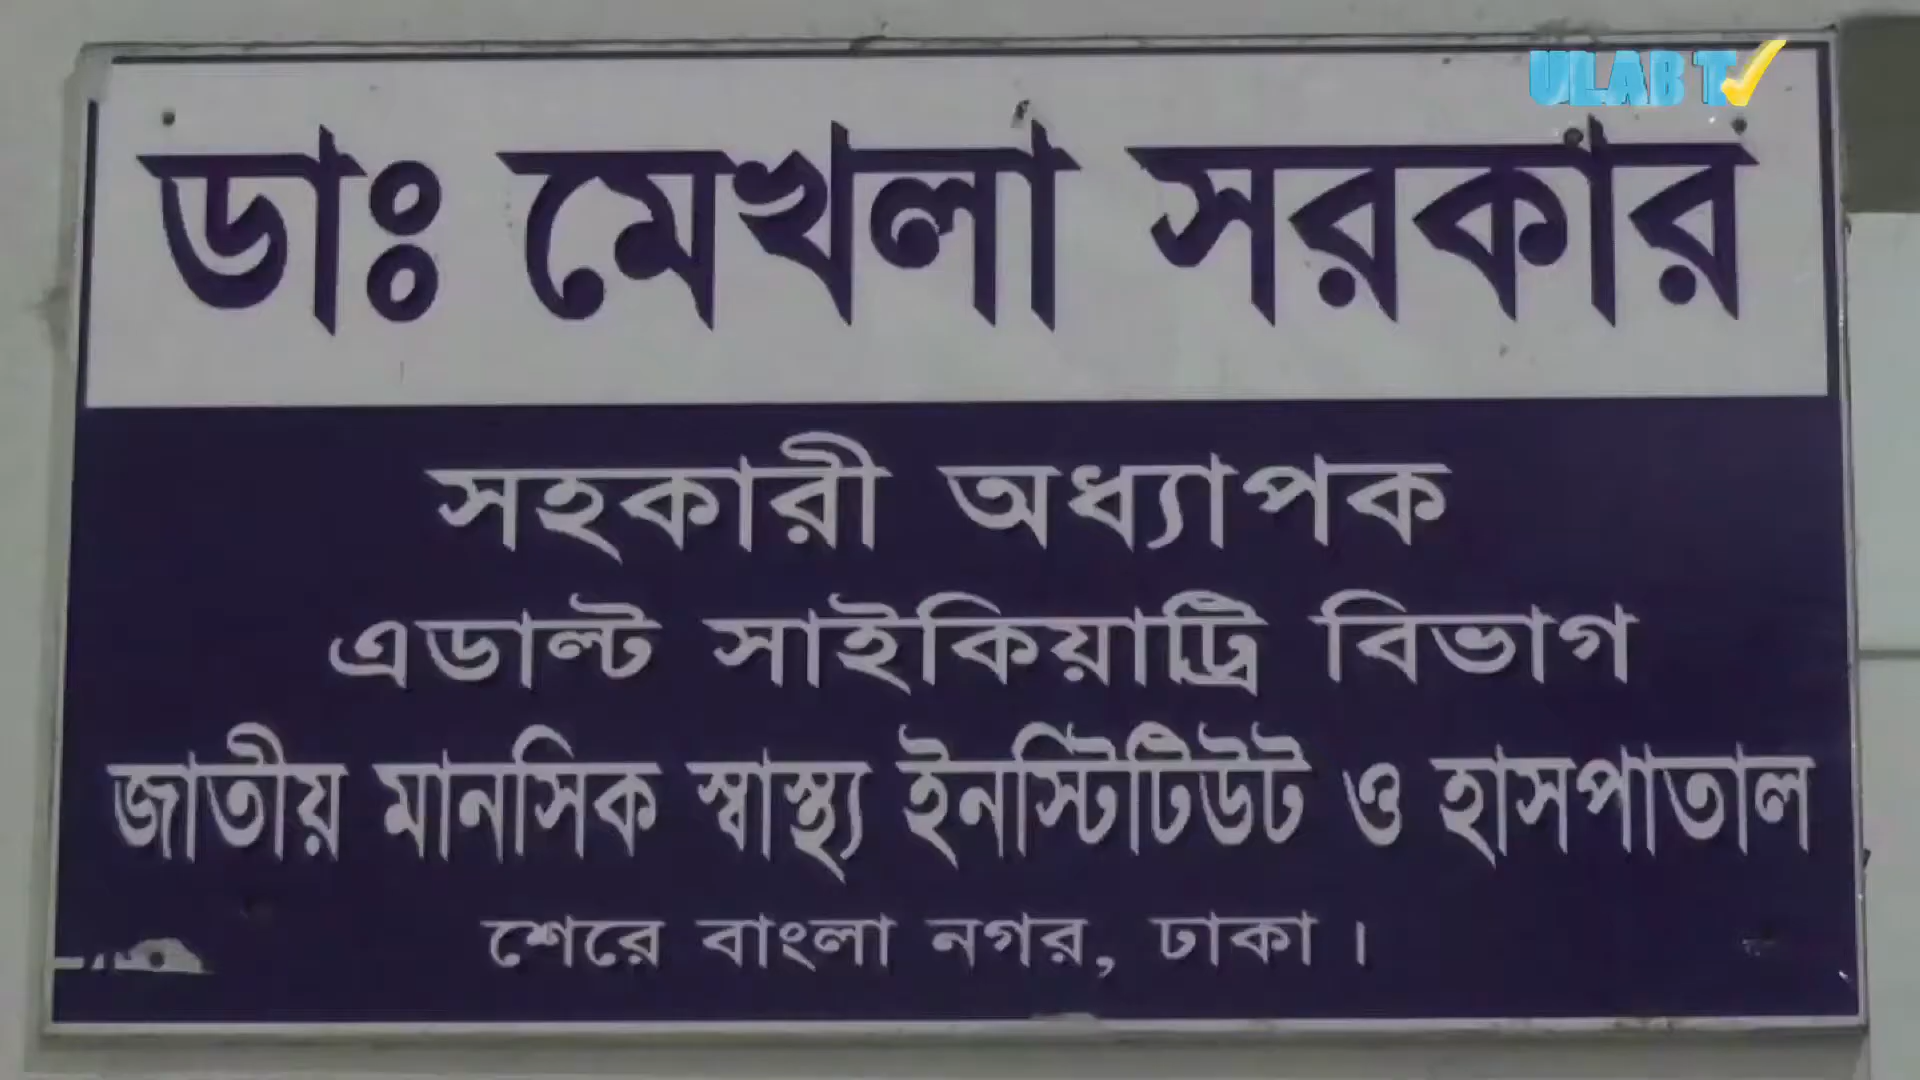 ULAB TV
ডাঃ মেখলা সরকার
সহকারী অধ্যাপক
এডাল্ট সাইকিয়াট্রি বিভাগ
জাতীয় মানসিক স্বাস্থ্য ইনস্টিটিউট ও হাসপাতাল
শেরে বাংলা নগর, ঢাকা।